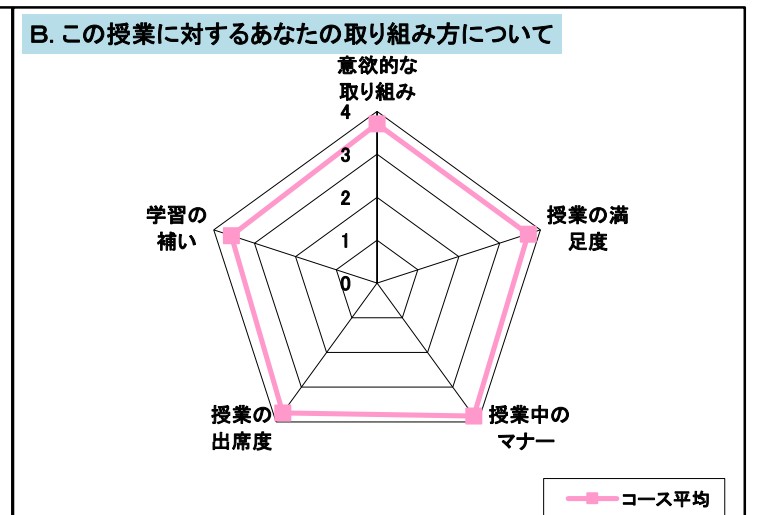 B. この授業に対するあなたの取り組み方について
意欲的な
取り組み
4
3
2
1
0
授業の満
足度
学習の
補い
授業の
出席度
授業中の
マナー
コース平均